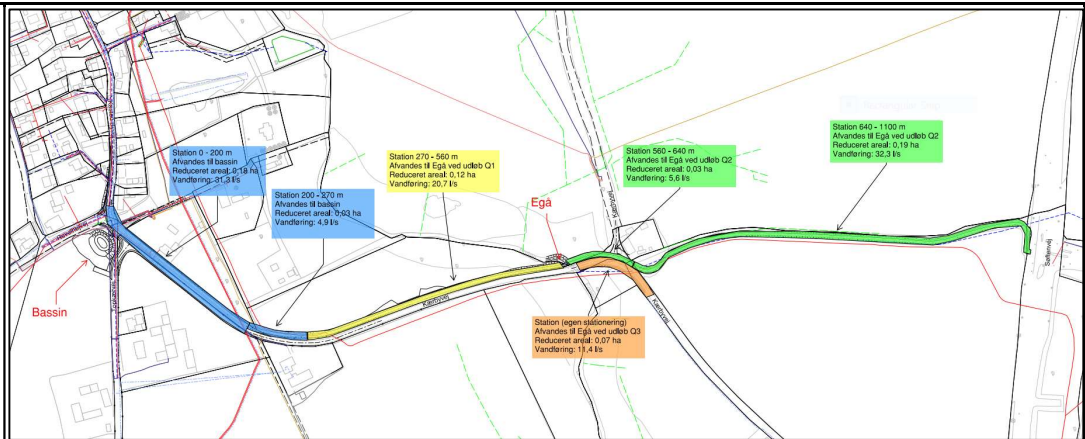 Station 0 - 200 m
Afvandes til bassin
Reduceret areal: 0,18 ha
Vandføring: 31,3 l/s
Station 200 - 270 m
Afvandes til bassin
Reduceret areal: 0,03 ha
Vandføring: 4,9 l/s
Station 270 - 560 m
Afvandes til Egå ved udløb Q1
Reduceret areal: 0,12 ha
Vandføring: 20,7 l/s
Station 560 - 640 m
Afvandes til Egå ved udløb Q2
Reduceret areal: 0,03 ha
Vandføring: 5,6 l/s
Station 640 - 1100 m
Afvandes til Egå ved udløb Q2
Reduceret areal: 0,19 ha
Vandføring: 32,3 l/s
Egå
Bassin
Kærbyvej
Kærbyvej
Station (egen stationering)
Afvandes til Egå ved udløb Q3
Reduceret areal: 0,07 ha
Vandføring: 11,4 l/s